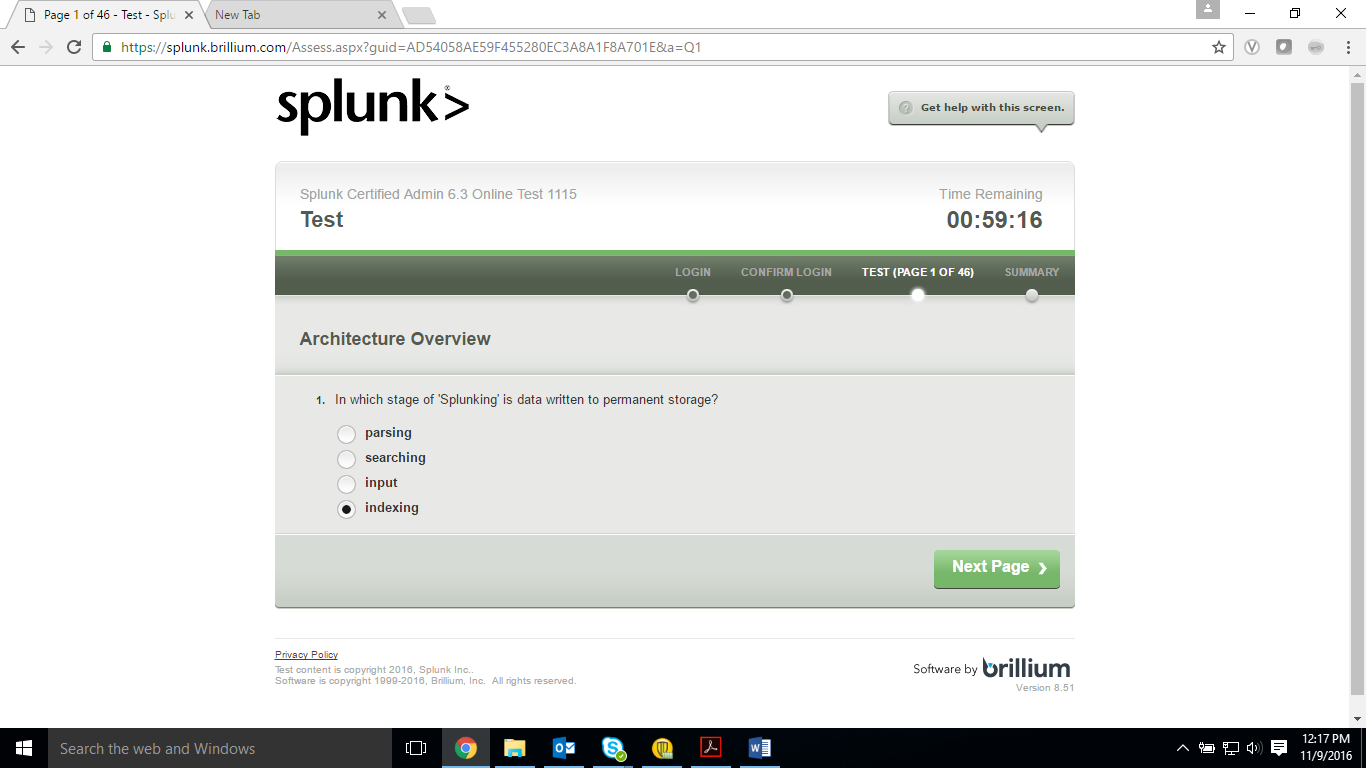 Page 1 of 46 - Test - Splu
New Tab
https://splunk.brillium.com/Assess.aspx?guid=AD54058AE59F455280EC3A8A1F8A701E&a=Q1
splunk>
Get help with this screen.
Splunk Certified Admin 6.3 Online Test 1115
Time Remaining
Test
00:59:16
LOGIN
CONFIRM LOGIN
TEST (PAGE 1 OF 46)
SUMMARY
Architecture Overview
1. In which stage of 'Splunking' is data written to permanent storage?
parsing
searching
input
indexing
Next Page
Privacy Policy
Test content is copyright 2016, Splunk Inc..
Software is copyright 1999-2016, Brillium, Inc. All rights reserved.
Software by brillium
Version 8.51
Search the web and Windows
12:17 PM
11/9/2016